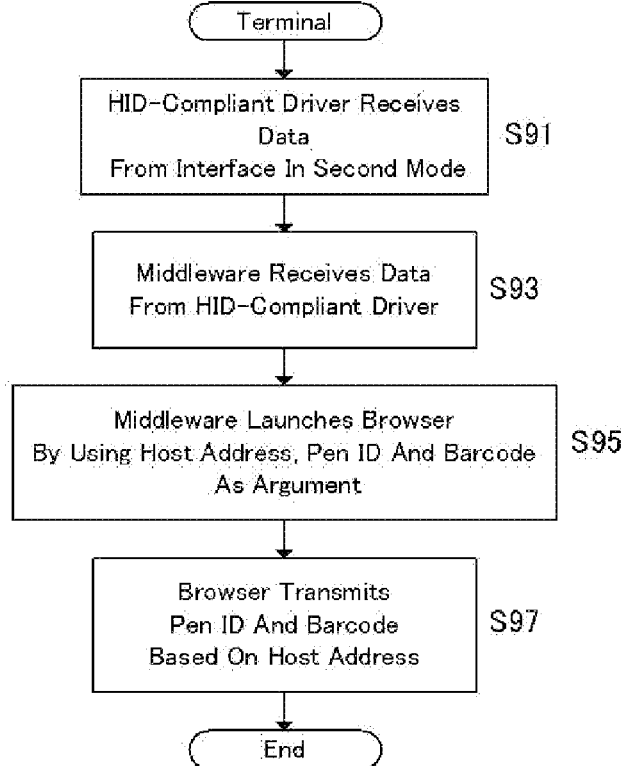 Terminal
HID-Compliant Driver Receives
Data
From Interface In Second Mode
S91
Middleware Receives Data
From HID-Compliant Driver
S93
Middleware Launches Browser
By Using Host Address, Pen ID And Barcode
As Argument
S95
Browser Transmits
Pen ID And Barcode
Based On Host Address
S97
End